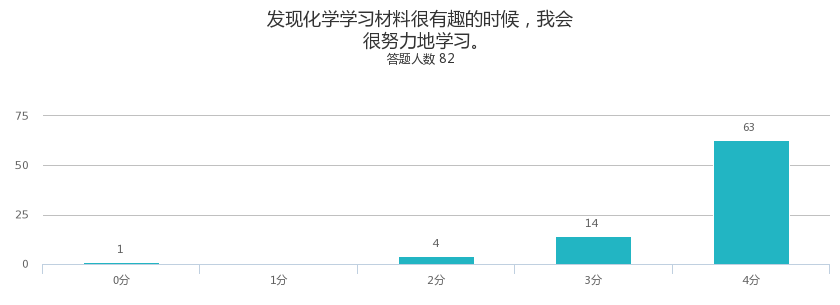 发现化学学习材料很有趣的时候，我会
很努力地学习。
答题人数 82
75
50
25
0
1
4
14
63
0分
1分
2分
3分
4分